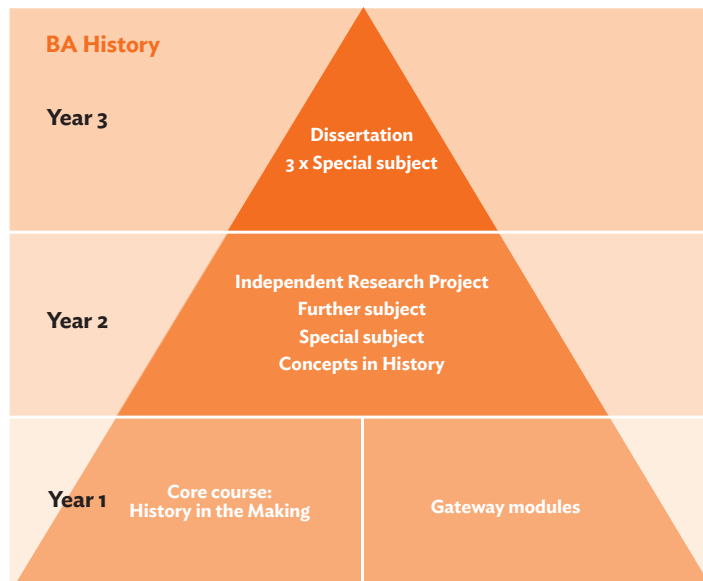 BA History
Year 3
Dissertation
3 x Special subject
Year 2
Independent Research Project
Further subject
Special subject
Concepts in History
Year 1
Core course:
History in the Making
Gateway modules